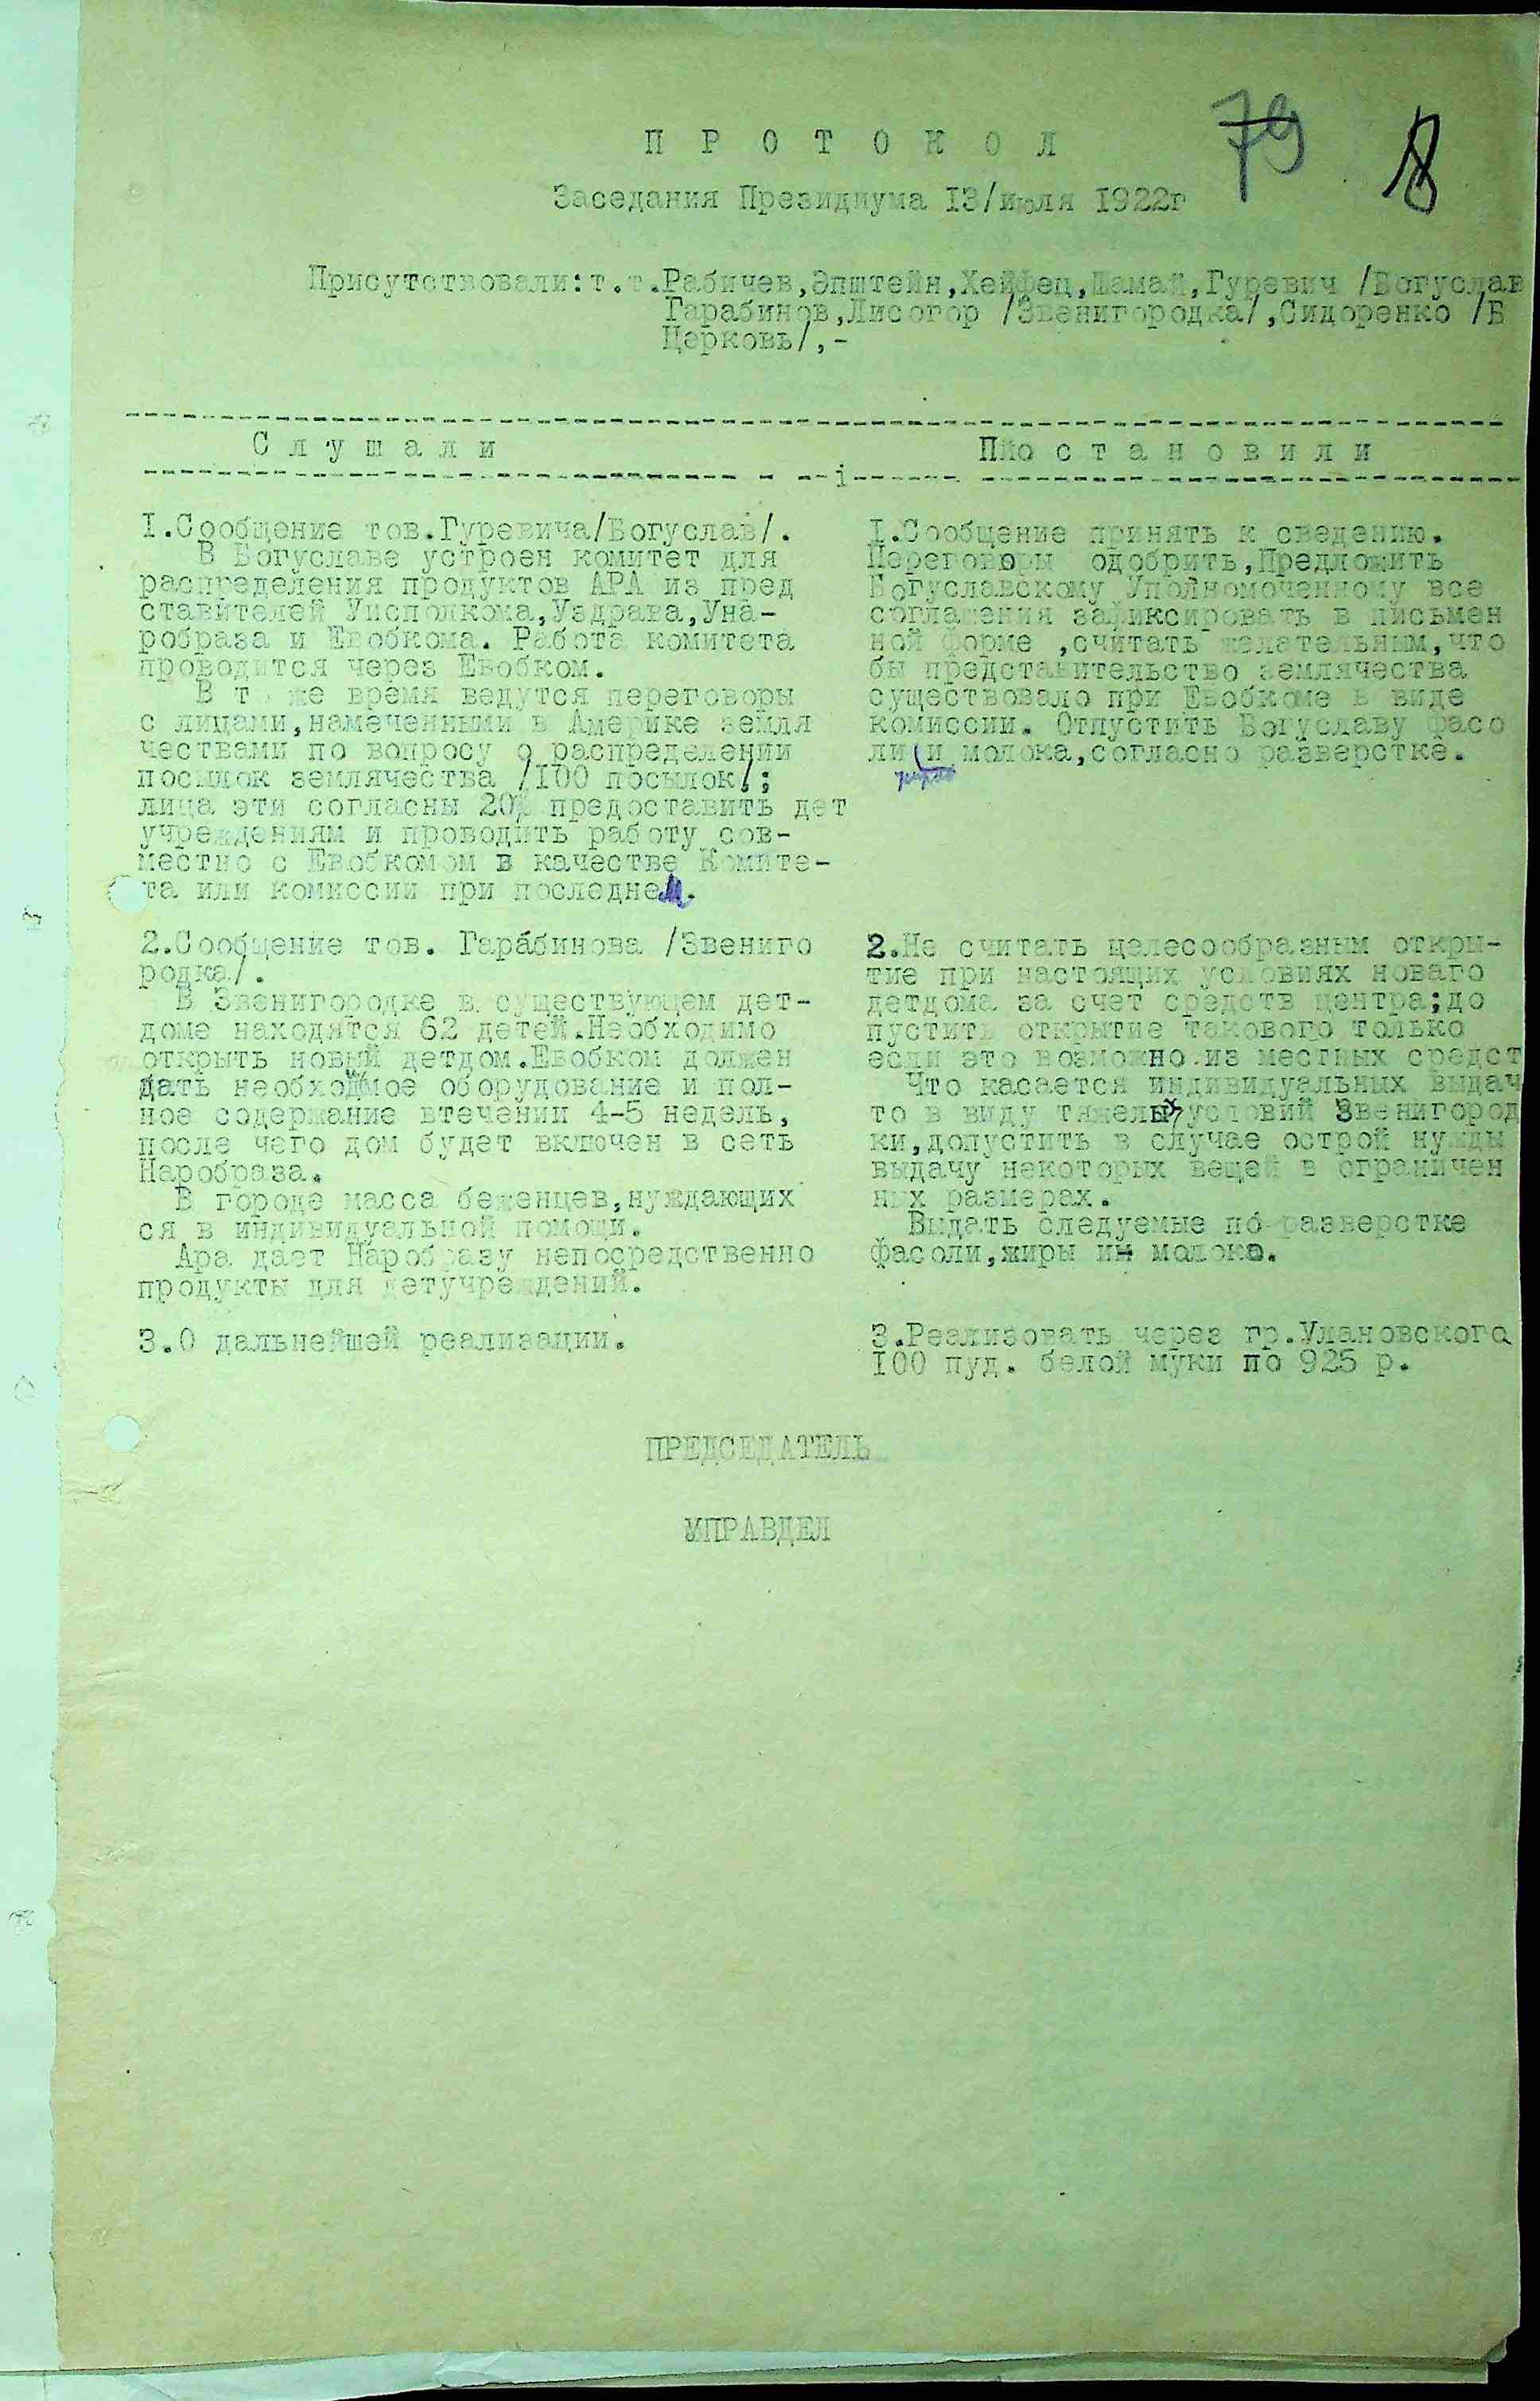 79 18
П Р О Т О К О Л
Заседания Президиума 13/июля 1922г
Присутствовали: т.т.Рабичев,Эпштейн,Хейфец,Шамай,Гуревич /Богуслав
Гарабинов,Лисогор /Звенигородка/,Сидоренко /Б
Церковь/,-
С л у ш а л и
П о с т а н о в и л и
1.Сообщение тов.Гуревича/Богуслав/.
В Богуславе устроен комитет для
распределения продуктов АРА из пред
ставителей Уисполкома,Уздрава,Уна-
робраза и Евобкома. Работа комитета
проводится через Евобком.
В т же время ведутся переговоры
с лицами,намеченными в Америке земля
чествами по вопросу о распределении
посылок землячества /100 посылок/;
лица эти согласны 20% предоставить дет
учреждениям и проводить работу сов-
местно с Евобкомом в качестве Комите-
та или комиссии при последнем.
1.Сообщение принять к сведению.
Переговоры одобрить,Предложить
Богуславскому Уполномоченному все
соглашения зафиксировать в письмен
ной форме ,считать желательным,что
бы представительство землячества
существовало при Евобкоме в виде
комиссии. Отпустить Богуславу фасо
ли (и молока,согласно разверстке.
2.Сообщение тов. Гарабинова /Звениго
родка/.
В Звенигородке в существующем дет-
доме находятся 62 детей.Необходимо
открыть новый детдом.Евобком должен
дать необходимое оборудование и пол-
ное содержание втечении 4-5 недель,
после чего дом будет включен в сеть
Наробраза.
В городе масса беженцев,нуждающих
ся в индивидуальной помощи.
Ара дает Наробразу непосредственно
продукты для детучреждений.
2.Не считать целесообразным откры-
тие при настоящих условиях новаго
детдома за счет средств центра;до
пустить открытие такового только
если это возможно из местных средст
Что касается индивидуальных выдач
то в виду тяжелых условий Звенигород
ки,допустить в случае острой нужды
выдачу некоторых вещей в ограничен
ных размерах.
Выдать следуемые по разверстке
фасоли,жиры и молоко.
3.О дальнейшей реализации.
3.Реализовать через гр.Улановского
100 пуд. белой муки по 925 р.
ПРЕДСЕДАТЕЛЬ
УПРАВДЕЛ